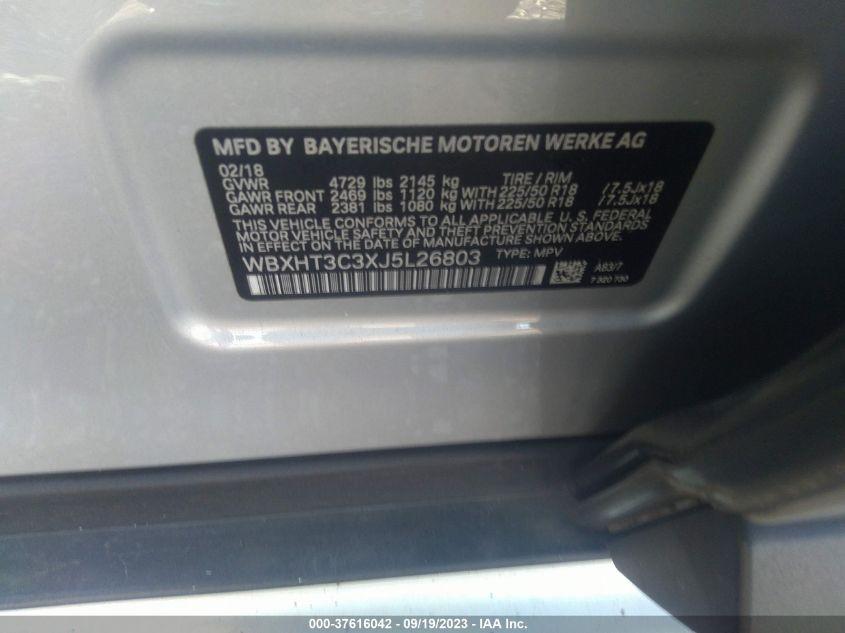 MFD BY BAYERISCHE MOTOREN WERKE AG
02/18 TIRE / RIM
GVWR 4729 lbs 2145 kg
GAWR FRONT 2469 lbs 1120 kg WITH 225/50 R18 /7.5Jx18
GAWR REAR 2381 lbs 1080 kg WITH 225/50 R18 /7.5Jx18
THIS VEHICLE CONFORMS TO ALL APPLICABLE U. S. FEDERAL
MOTOR VEHICLE SAFETY AND THEFT PREVENTION STANDARDS
IN EFFECT ON THE DATE OF MANUFACTURE SHOWN ABOVE.
WBXHT3C3XJ5L26803 TYPE: MPV
A83/7
7 320 730
000-37616042 - 09/19/2023 - IAA Inc.